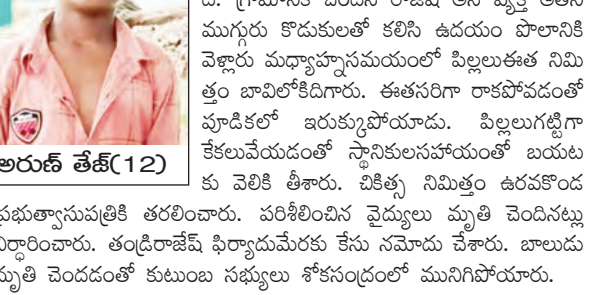 ది. గ్రామానికి చెందిన రాజేష్ అనే వ్యక్తి అతని
ముగ్గురు కొడుకులతో కలిసి ఉదయం పొలానికి
వెళ్లారు మధ్యాహ్నసమయంలో పిల్లలుఈత నిమి
త్తం బావిలోకిదిగారు. ఈతసరిగా రాకపోవడంతో
పూడికలో ఇరుక్కుపోయాడు. పిల్లలుగట్టిగా
కేకలువేయడంతో స్థానికులసహాయంతో బయట
కు వెలికి తీశారు. చికిత్స నిమిత్తం ఉరవకొండ
ప్రభుత్వాసుపత్రికి తరలించారు. పరిశీలించిన వైద్యులు మృతి చెందినట్లు
నిర్ధారించారు. తండ్రిరాజేష్ ఫిర్యాదుమేరకు కేసు నమోదు చేశారు. బాలుడు
మృతి చెందడంతో కుటుంబ సభ్యులు శోకసంద్రంలో మునిగిపోయారు.
అరుణ్ తేజ్(12)